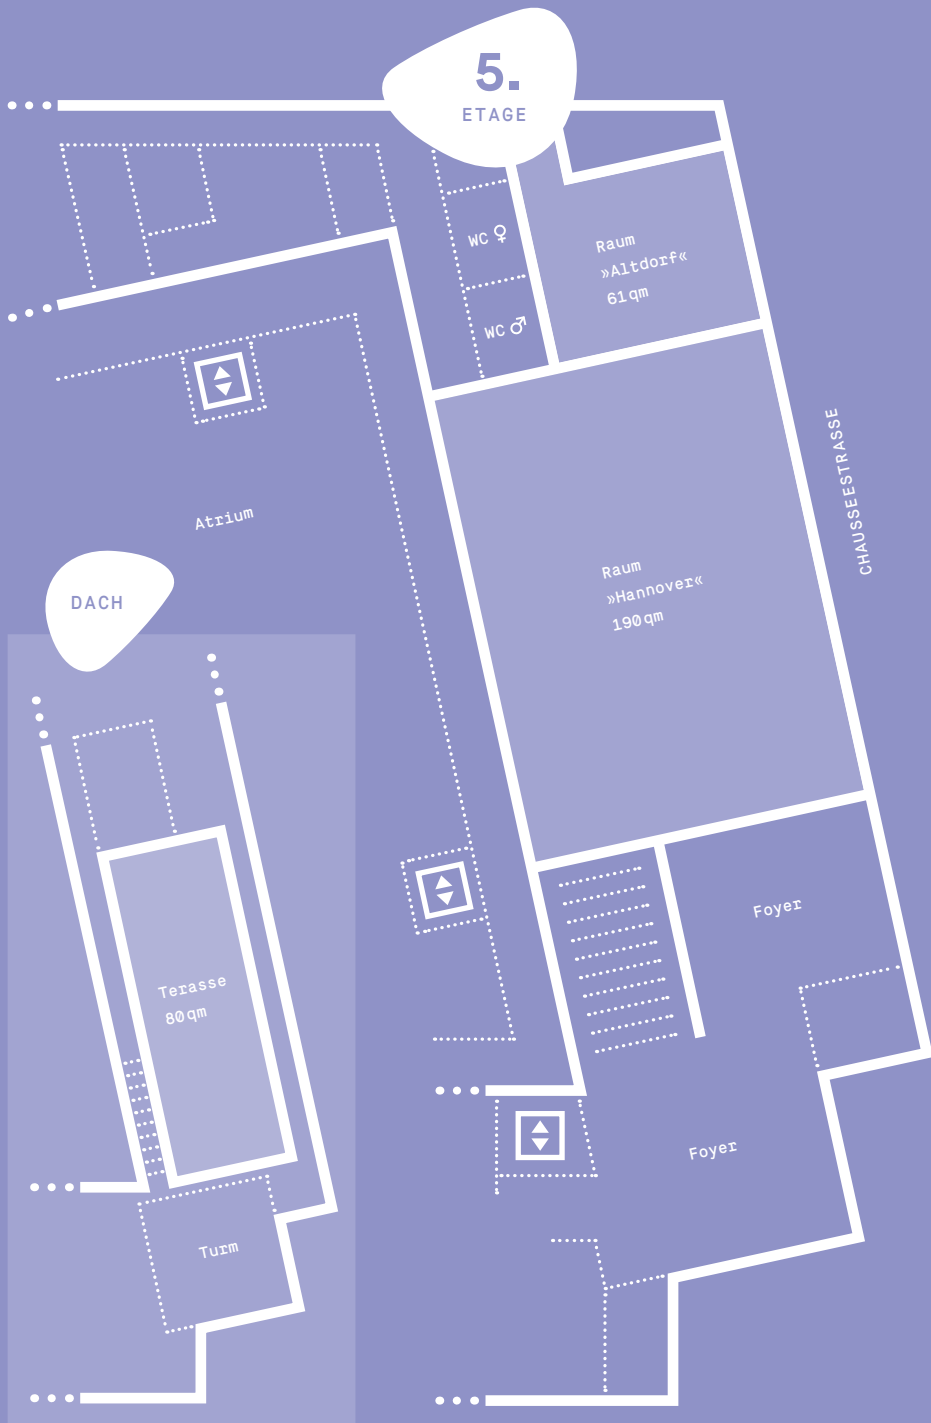 5.
ETAGE
WC ♀
Raum
»Altdorf«
61qm
WC ♂
CHAUSSEESTRASSE
Atrium
Raum
»Hannover«
190qm
DACH
Foyer
Terasse
80qm
Foyer
Turm